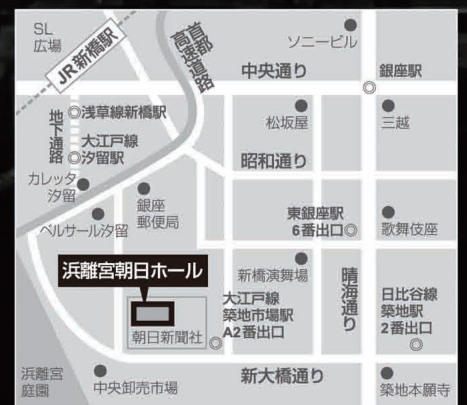 SL
広場
JR新橋駅
首都
高速道路
ソニービル
中央通り
銀座駅
浅草線新橋駅
地下通路
大江戸線
汐留駅
松坂屋
三越
昭和通り
カレッタ
汐留
銀座
郵便局
東銀座駅
6番出口
歌舞伎座
ベルサール汐留
浜離宮朝日ホール
新橋演舞場
晴海通り
大江戸線
築地市場駅
A2番出口
日比谷線
築地駅
2番出口
朝日新聞社
浜離宮
庭園
中央卸売市場
新大橋通り
築地本願寺